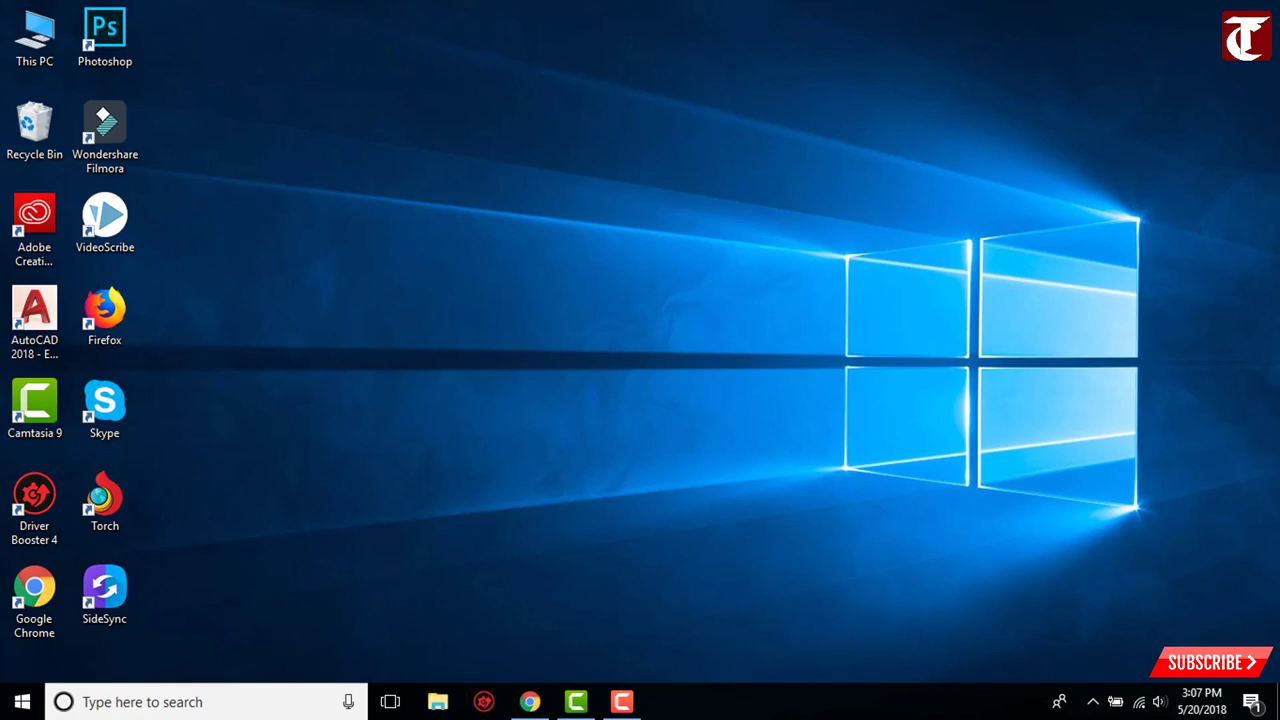 This PC
Ps
Photoshop
Recycle Bin
Wondershare
Filmora
Adobe
Creati...
VideoScribe
AutoCAD
2018 - E...
Firefox
Camtasia 9
Skype
Driver
Booster 4
Torch
Google
Chrome
SideSync
SUBSCRIBE
Type here to search
3:07 PM
5/20/2018
1